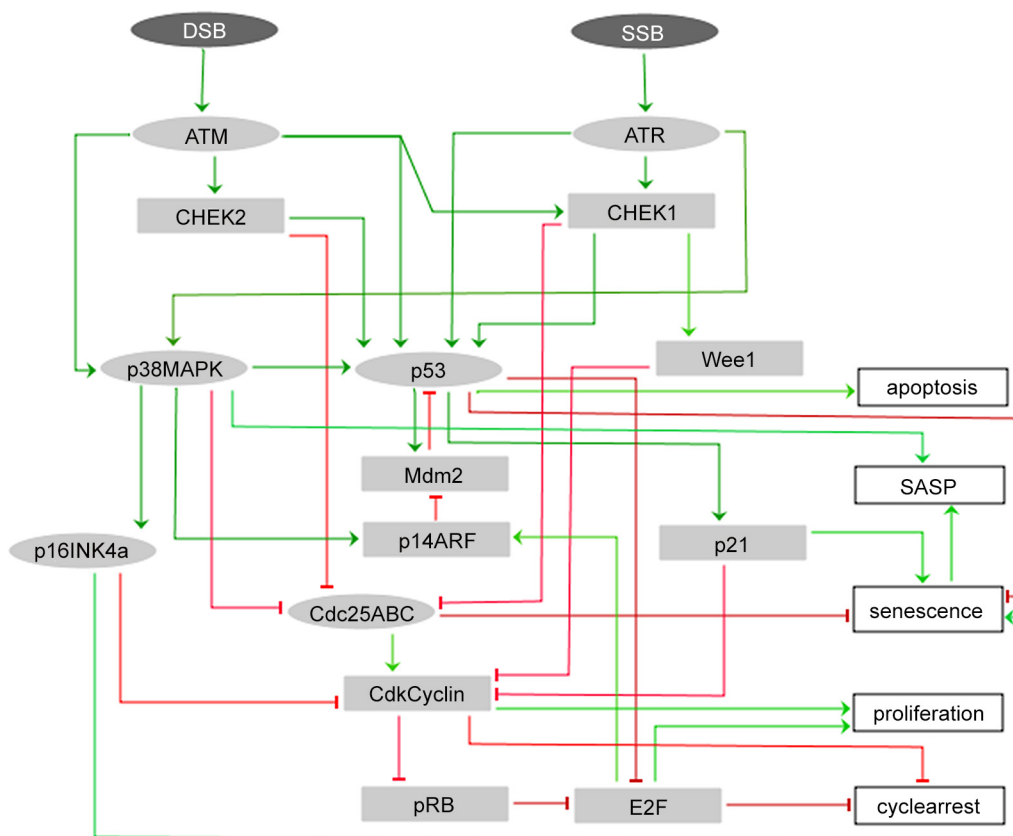 DSB
SSB
ATM
ATR
CHEK2
CHEK1
p38MAPK
p53
Wee1
apoptosis
Mdm2
SASP
p16INK4a
p14ARF
p21
Cdc25ABC
senescence
CdkCyclin
proliferation
pRB
E2F
cyclearrest